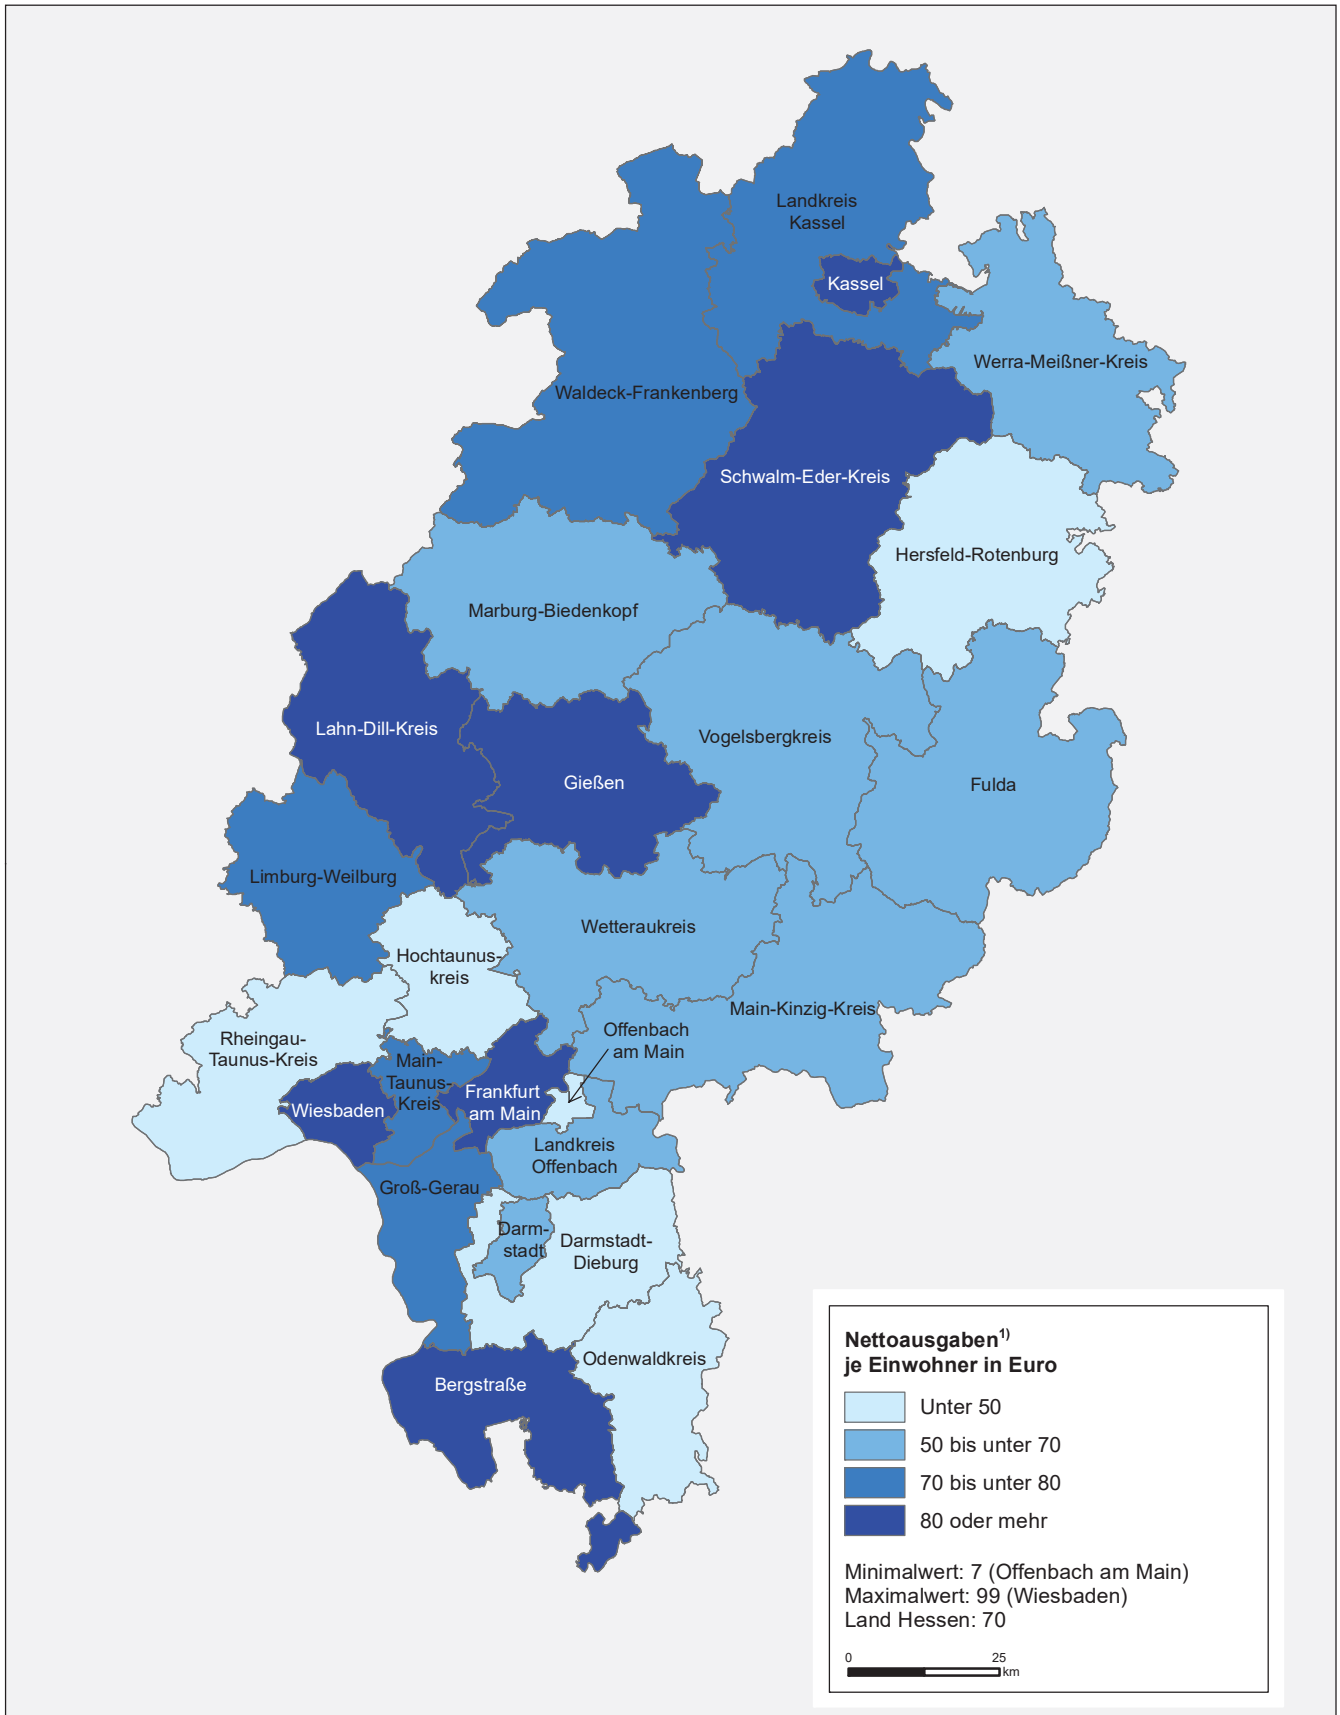 Landkreis
Kassel
Kassel
Werra-Meißner-Kreis
Waldeck-Frankenberg
Schwalm-Eder-Kreis
Hersfeld-Rotenburg
Marburg-Biedenkopf
Lahn-Dill-Kreis
Vogelsbergkreis
Gießen
Fulda
Limburg-Weilburg
Wetteraukreis
Hochtaunus-
kreis
Main-Kinzig-Kreis
Offenbach
am Main
Rheingau-
Taunus-Kreis
Main-
Taunus-
Kreis
Frankfurt
am Main
Wiesbaden
Landkreis
Offenbach
Groß-Gerau
Darm-
stadt
Darmstadt-
Dieburg
Odenwaldkreis
Bergstraße
Nettoausgaben1)
je Einwohner in Euro
Unter 50
50 bis unter 70
70 bis unter 80
80 oder mehr
Minimalwert: 7 (Offenbach am Main)
Maximalwert: 99 (Wiesbaden)
Land Hessen: 70
0 25
km